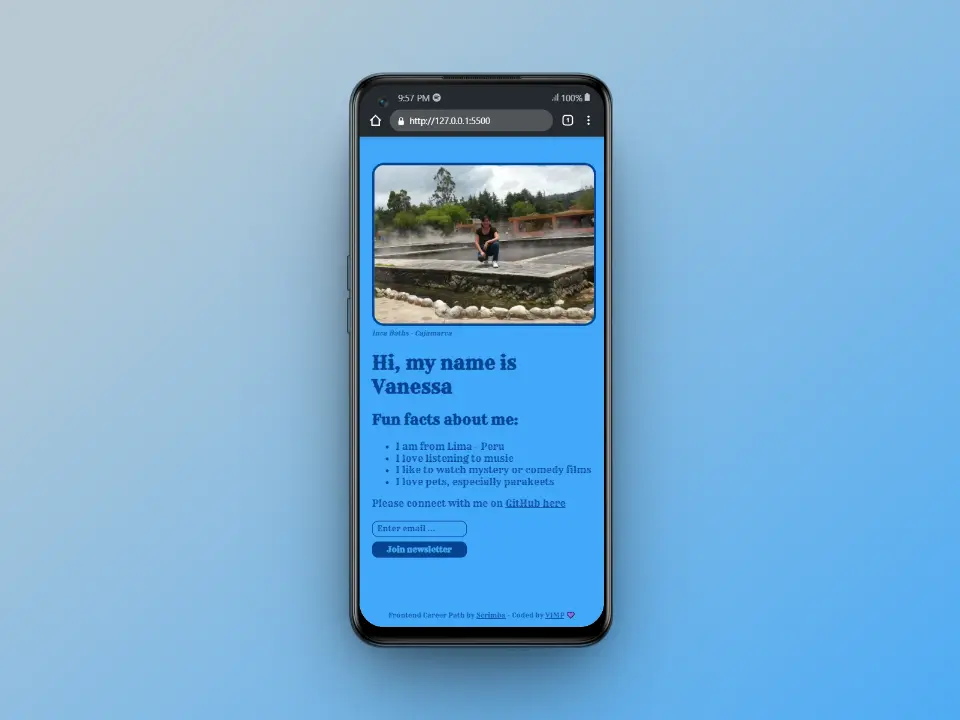 9:57 PM
100%
http://127.0.0.1:5500
1
Inca Baths - Cajamarca
Hi, my name is
Vanessa
Fun facts about me:
• I am from Lima - Peru
• I love listening to music
• I like to watch mystery or comedy films
• I love pets, especially parakeets
Please connect with me on GitHub here
Enter email ...
Join newsletter
Frontend Career Path by Scrimba - Coded by VIMP 💜